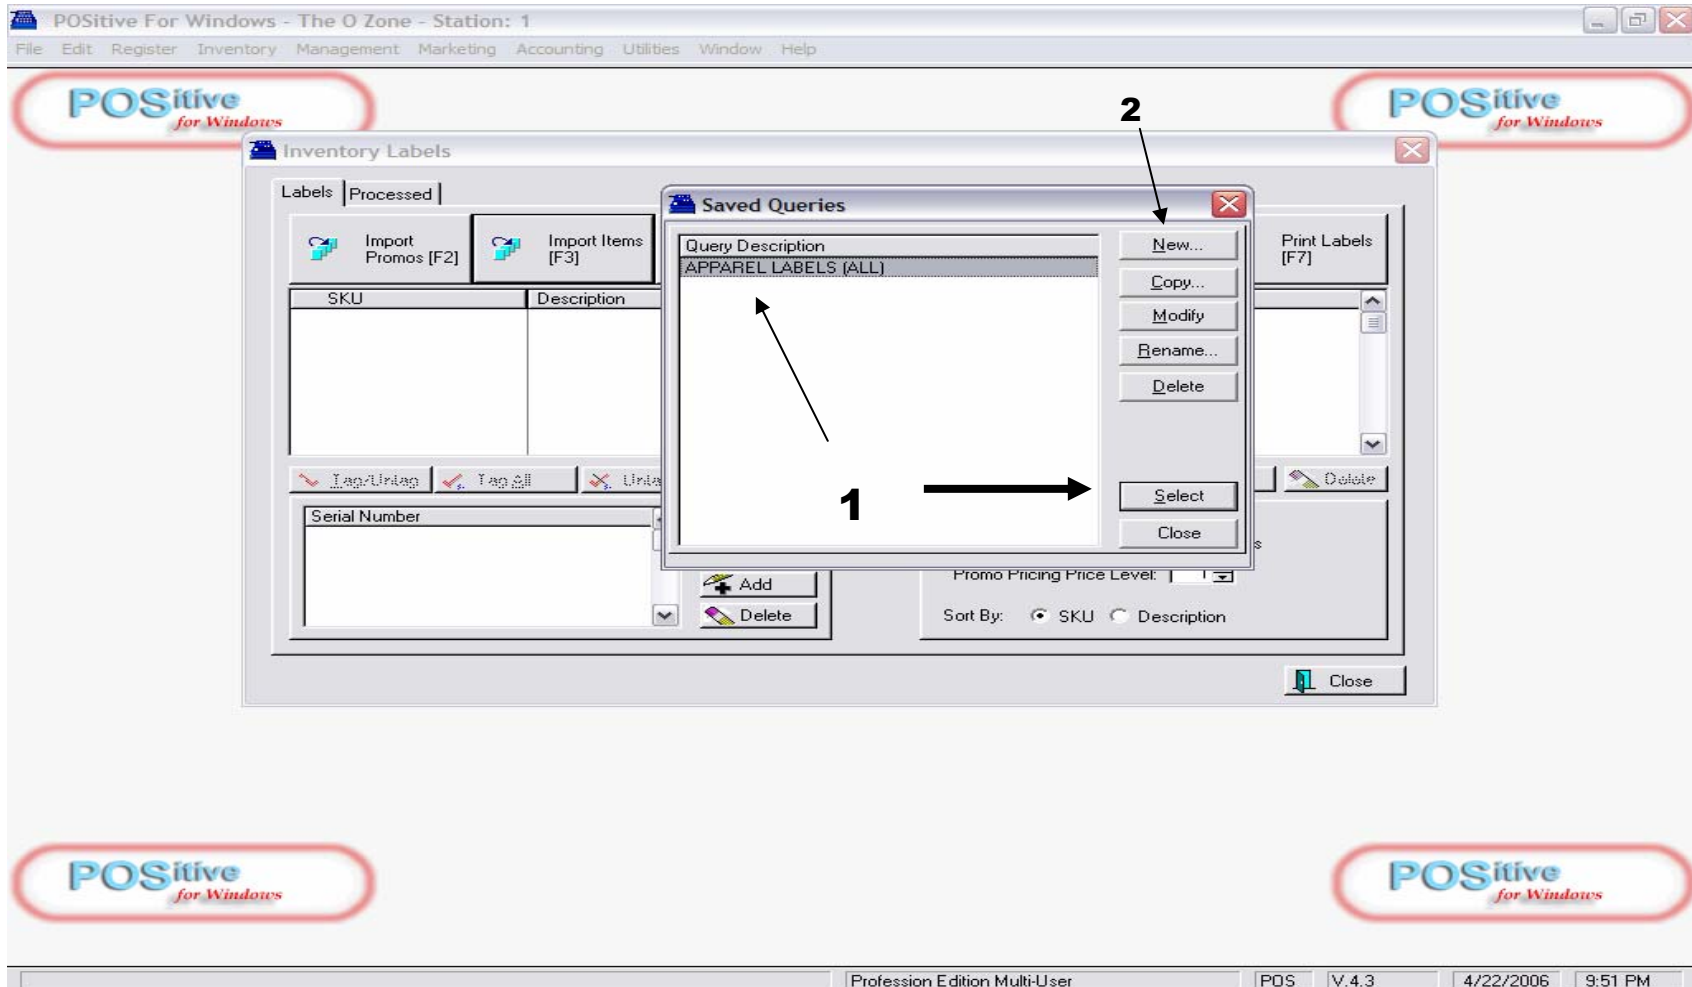 POSitive For Windows - The O Zone - Station: 1
File Edit Register Inventory Management Marketing Accounting Utilities Window Help
POSitive
for Windows
POSitive
for Windows
2
Inventory Labels
Labels Processed
Import
Promos [F2]
Import Items
[F3]
Print Labels
[F7]
SKU Description
Saved Queries
Query Description
APPAREL LABELS (ALL)
New...
Copy...
Modify
Rename...
Delete
1
Select
Close
Tag/Untag Tag All Unta
Delete
Serial Number
s
Add
Delete
Promo Pricing Price Level: 1
Sort By: SKU Description
Close
POSitive
for Windows
POSitive
for Windows
Profession Edition Multi-User POS V.4.3 4/22/2006 9:51 PM